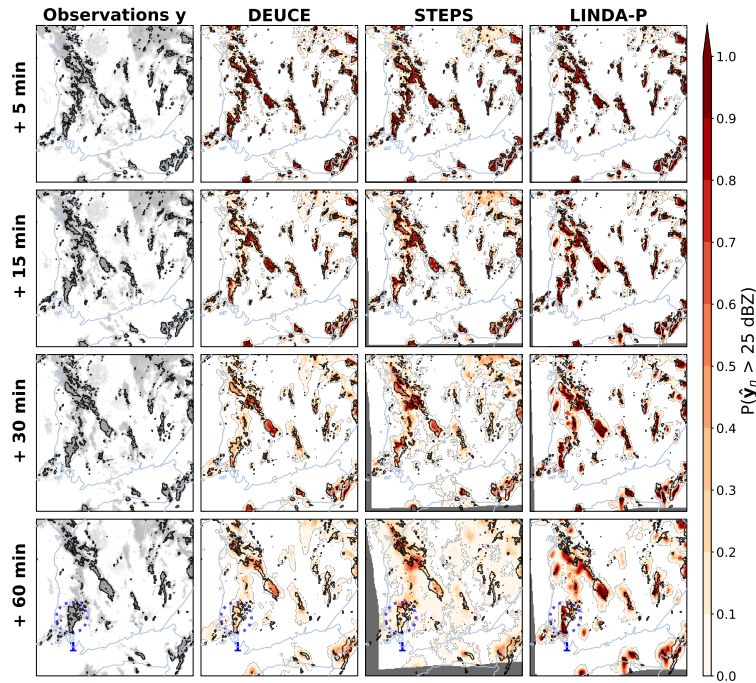 Observations y DEUCE STEPS LINDA-P
+ 5 min
+ 15 min
+ 30 min
+ 60 min
1 1 1 1
1.0
0.9
0.8
0.7
0.6
0.5
0.4
0.3
0.2
0.1
0.0
P(ŷₙ > 25 dBZ)